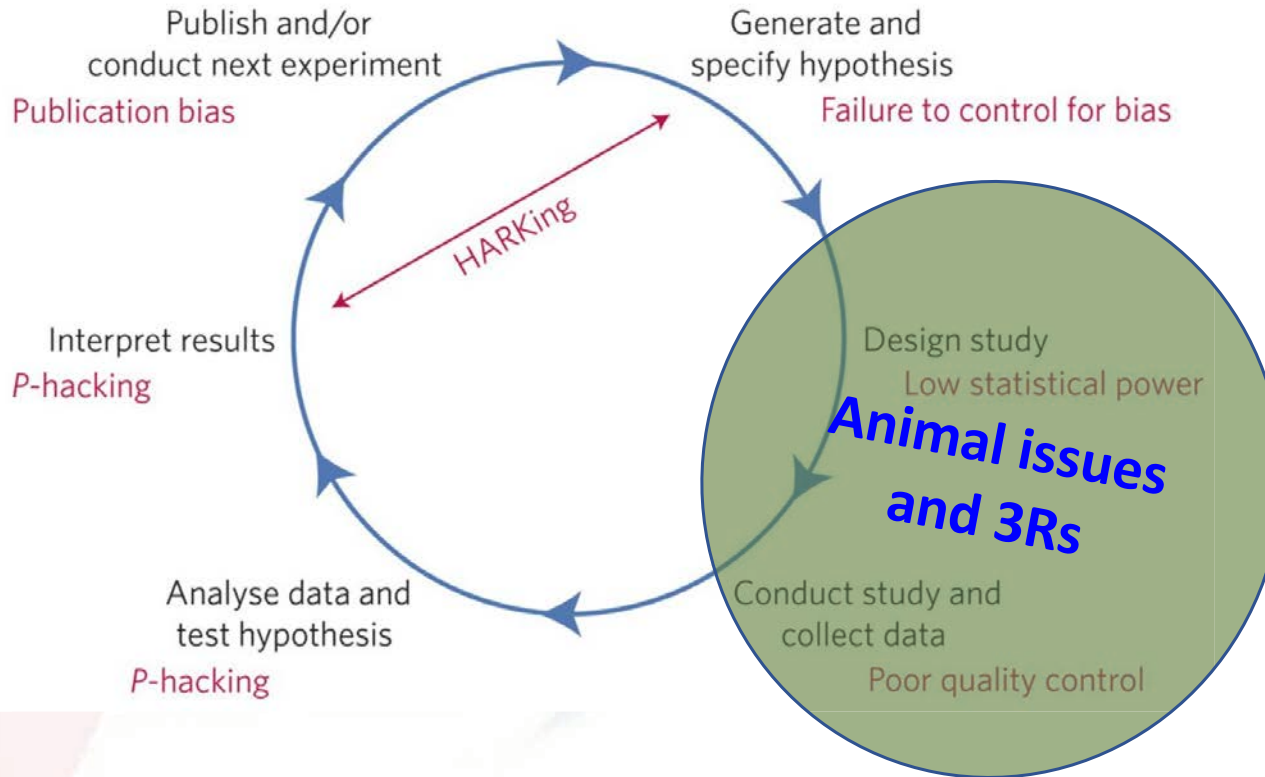 Publish and/or
conduct next experiment
Publication bias
Generate and
specify hypothesis
Failure to control for bias
HARKing
Interpret results
P-hacking
Design study
Low statistical power
Animal issues
and 3Rs
Analyse data and
test hypothesis
P-hacking
Conduct study and
collect data
Poor quality control